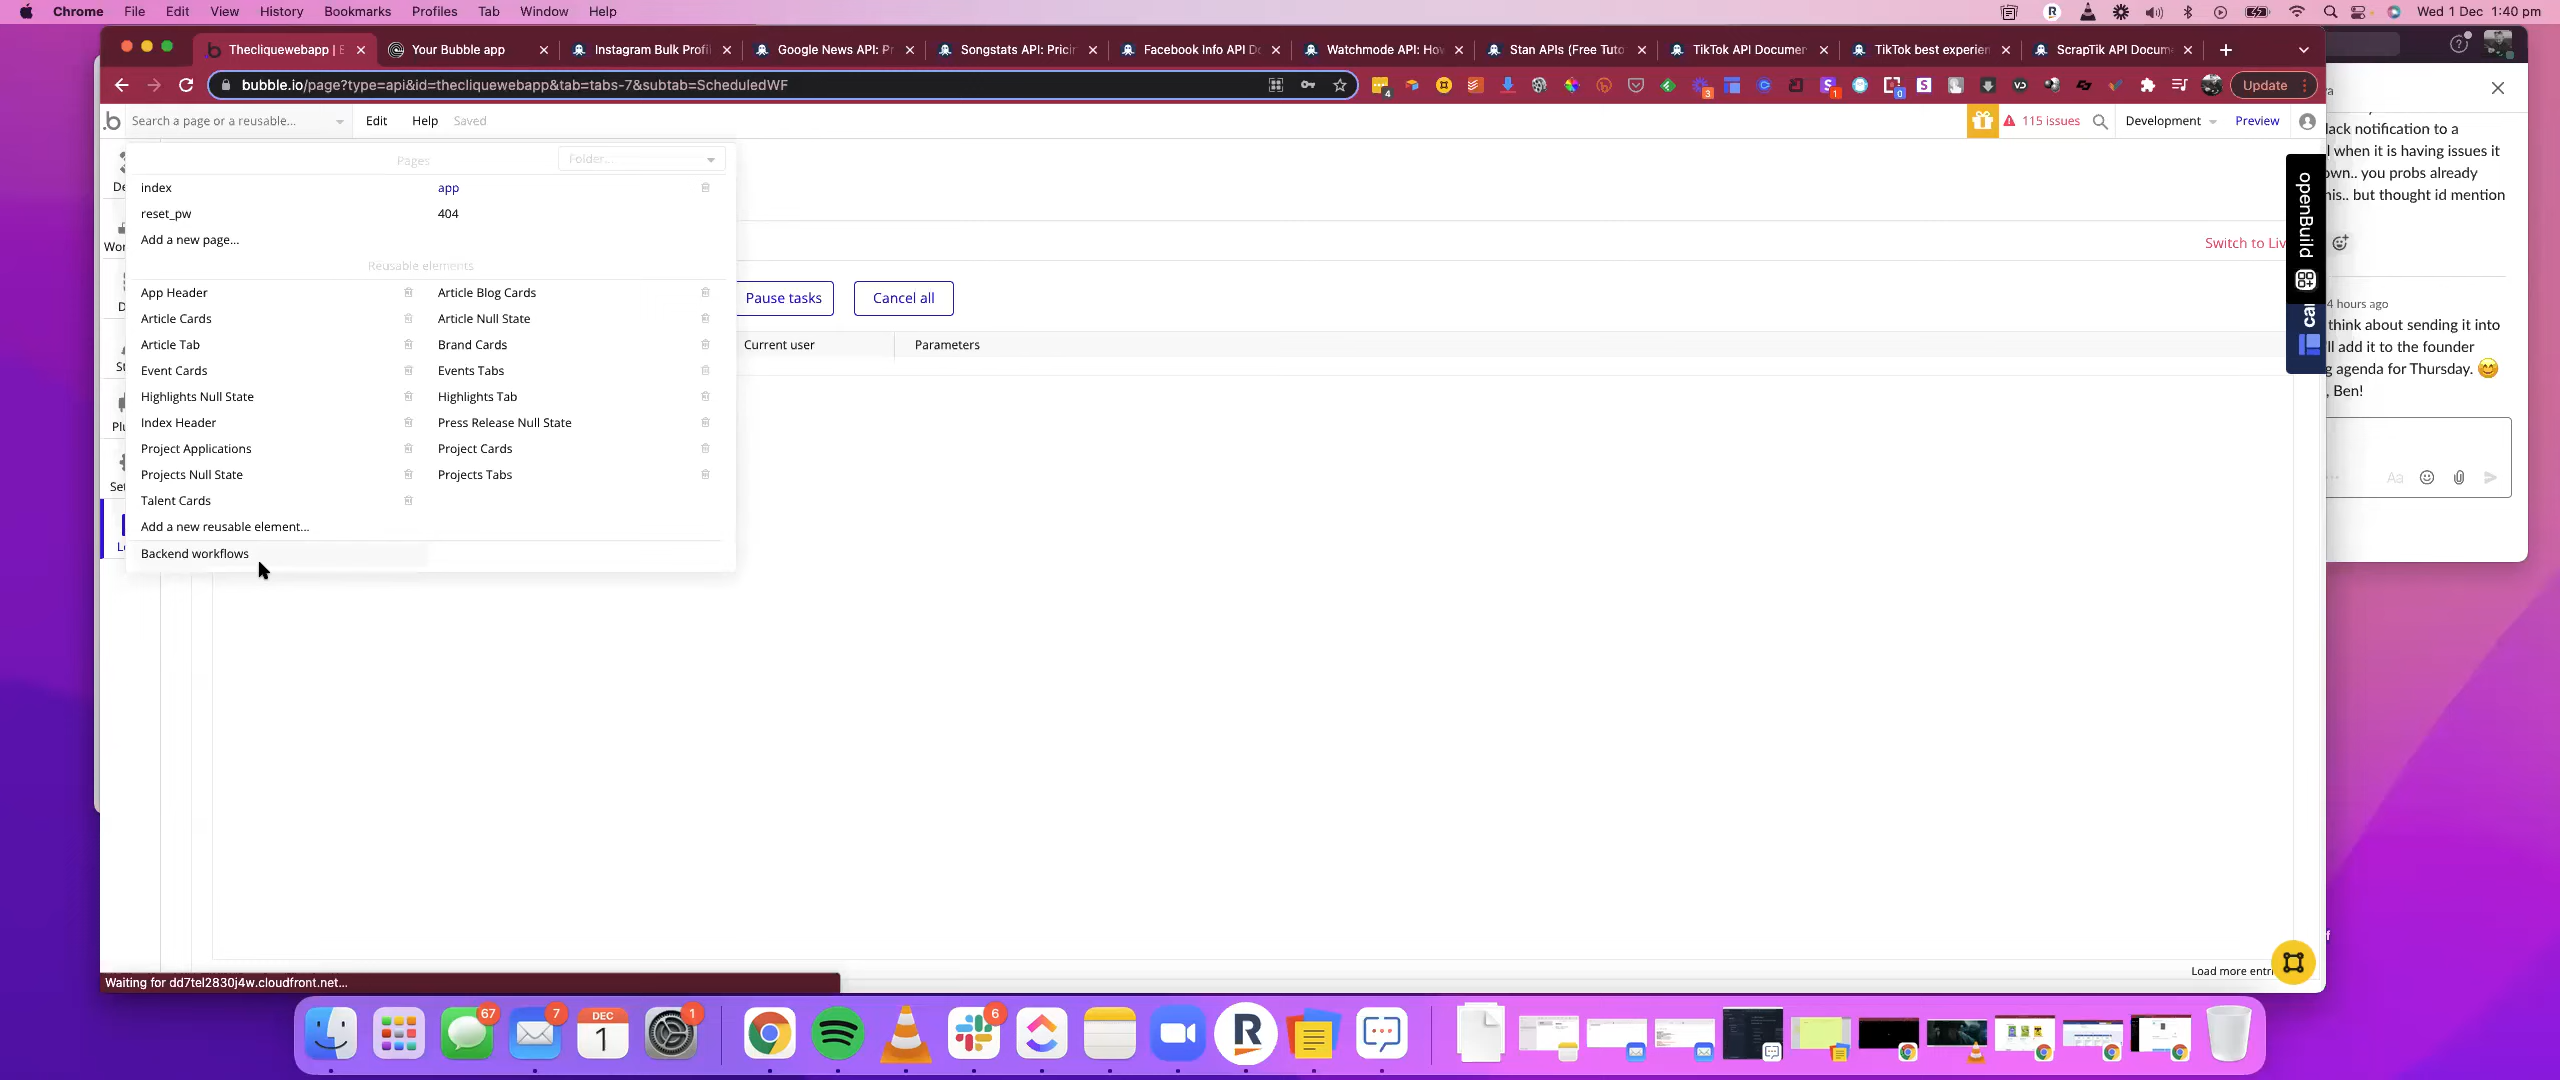 Chrome File Edit View History Bookmarks Profiles Tab Window Help
Wed 1 Dec 1:40 pm
Thecliquewebapp | B
Your Bubble app
Instagram Bulk Profil
Google News API: Pr
Songstats API: Pricin
Facebook Info API Do
Watchmode API: How
Stan APIs (Free Tuto
TikTok API Documen
TikTok best experien
ScrapTik API Docum
bubble.io/page?type=api&id=thecliquewebapp&tab=tabs-7&subtab=ScheduledWF
Update
Search a page or a reusable...
Edit Help Saved
115 issues
Development
Preview
Pages
Folder...
index
app
reset_pw
404
Add a new page...
Reusable elements
App Header
Article Blog Cards
Article Cards
Article Null State
Article Tab
Brand Cards
Event Cards
Events Tabs
Highlights Null State
Highlights Tab
Index Header
Press Release Null State
Project Applications
Project Cards
Projects Null State
Projects Tabs
Talent Cards
Add a new reusable element...
Backend workflows
Switch to Liv
Pause tasks
Cancel all
Current user
Parameters
openBuild
ca
lack notification to a
l when it is having issues it
own.. you probs already
his.. but thought id mention
4 hours ago
think about sending it into
'll add it to the founder
g agenda for Thursday. 😊
, Ben!
Aa
Load more entri
Waiting for dd7tel2830j4w.cloudfront.net...
67
7
DEC
1
1
6
R